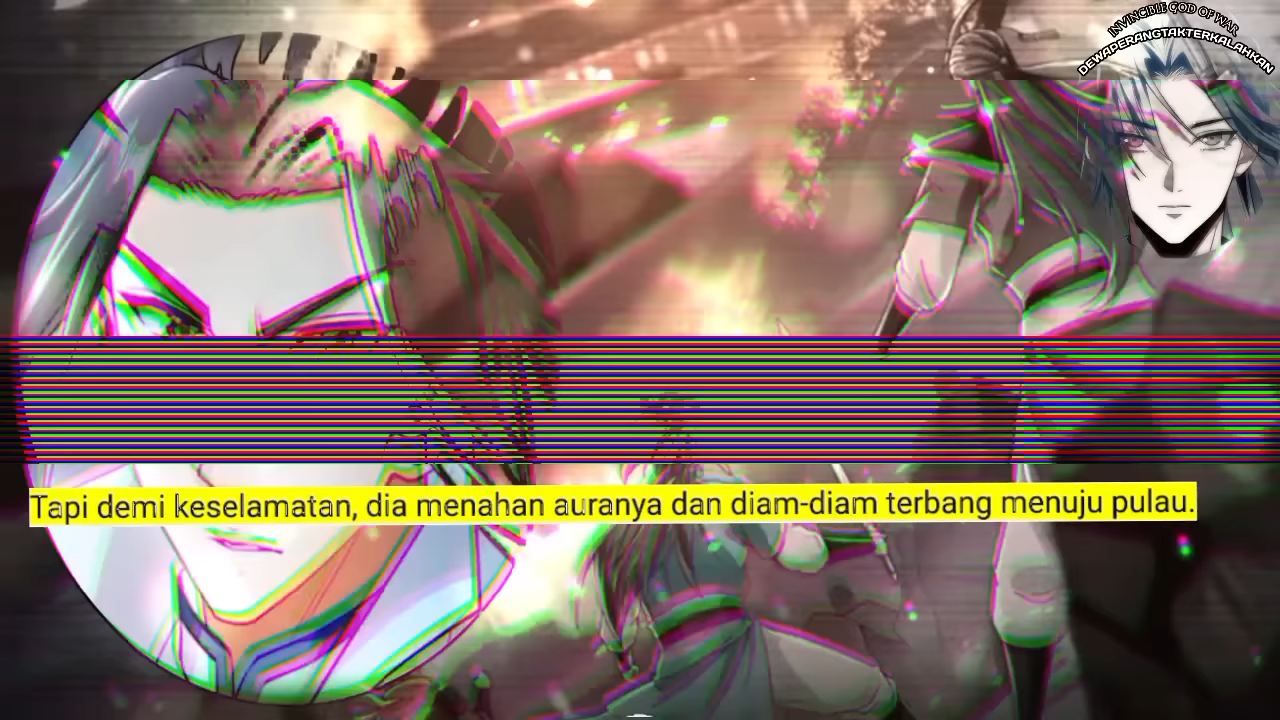 INVINCIBLE GOD OF WAR
DEWAPERANGTAKTERKALAHKAN
Tapi demi keselamatan, dia menahan auranya dan diam-diam terbang menuju pulau.